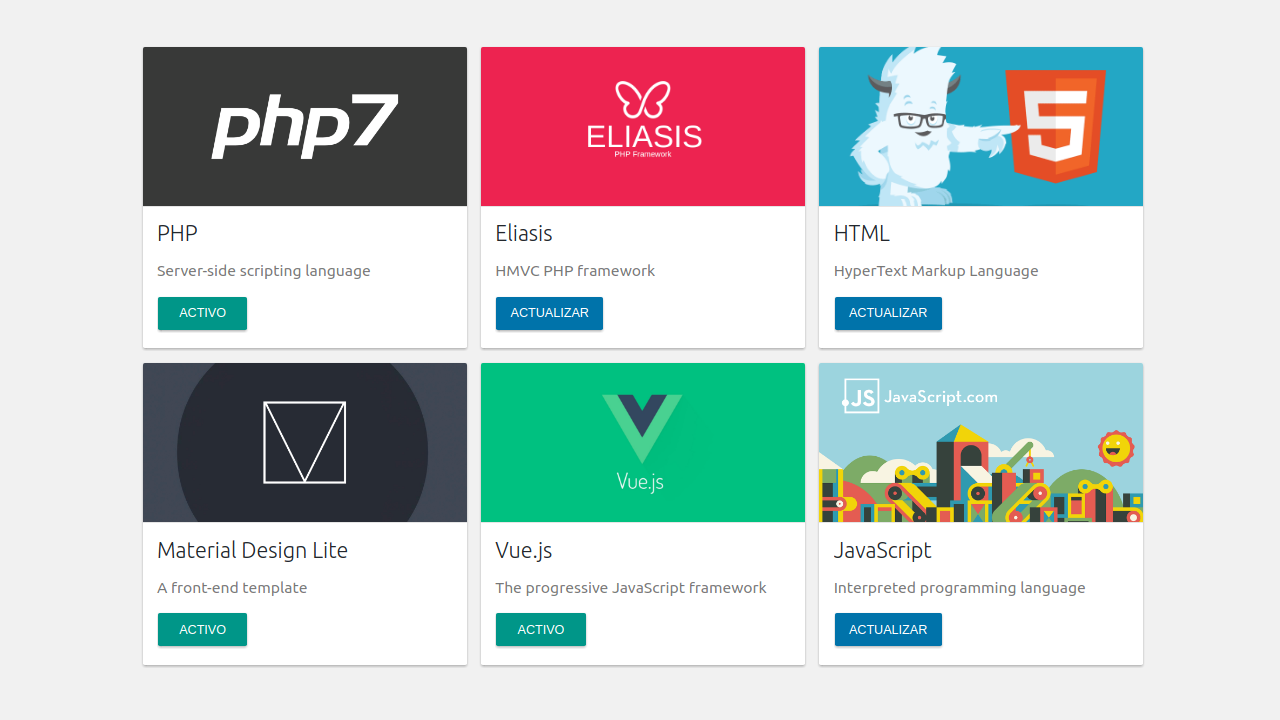 php7
ELIASIS
PHP Framework
5
PHP
Server-side scripting language
ACTIVO
Eliasis
HMVC PHP framework
ACTUALIZAR
HTML
HyperText Markup Language
ACTUALIZAR
Vue.js
JS JavaScript.com
Material Design Lite
A front-end template
ACTIVO
Vue.js
The progressive JavaScript framework
ACTIVO
JavaScript
Interpreted programming language
ACTUALIZAR